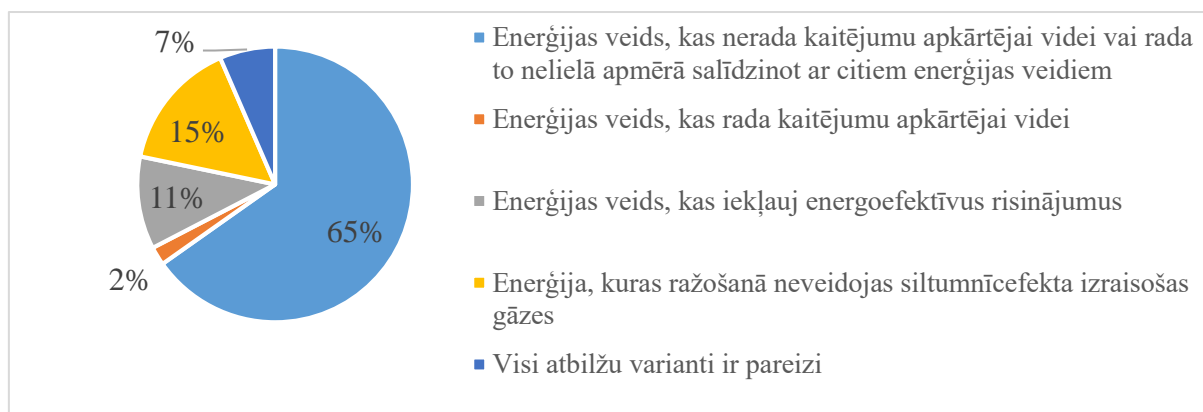 7%
15%
11%
2%
65%
Enerģijas veids, kas nerada kaitējumu apkārtējai videi vai rada
to nelielā apmērā salīdzinot ar citiem enerģijas veidiem
Enerģijas veids, kas rada kaitējumu apkārtējai videi
Enerģijas veids, kas iekļauj energoefektīvus risinājumus
Enerģija, kuras ražošanā neveidojas siltumnīcefekta izraisošas
gāzes
Visi atbilžu varianti ir pareizi